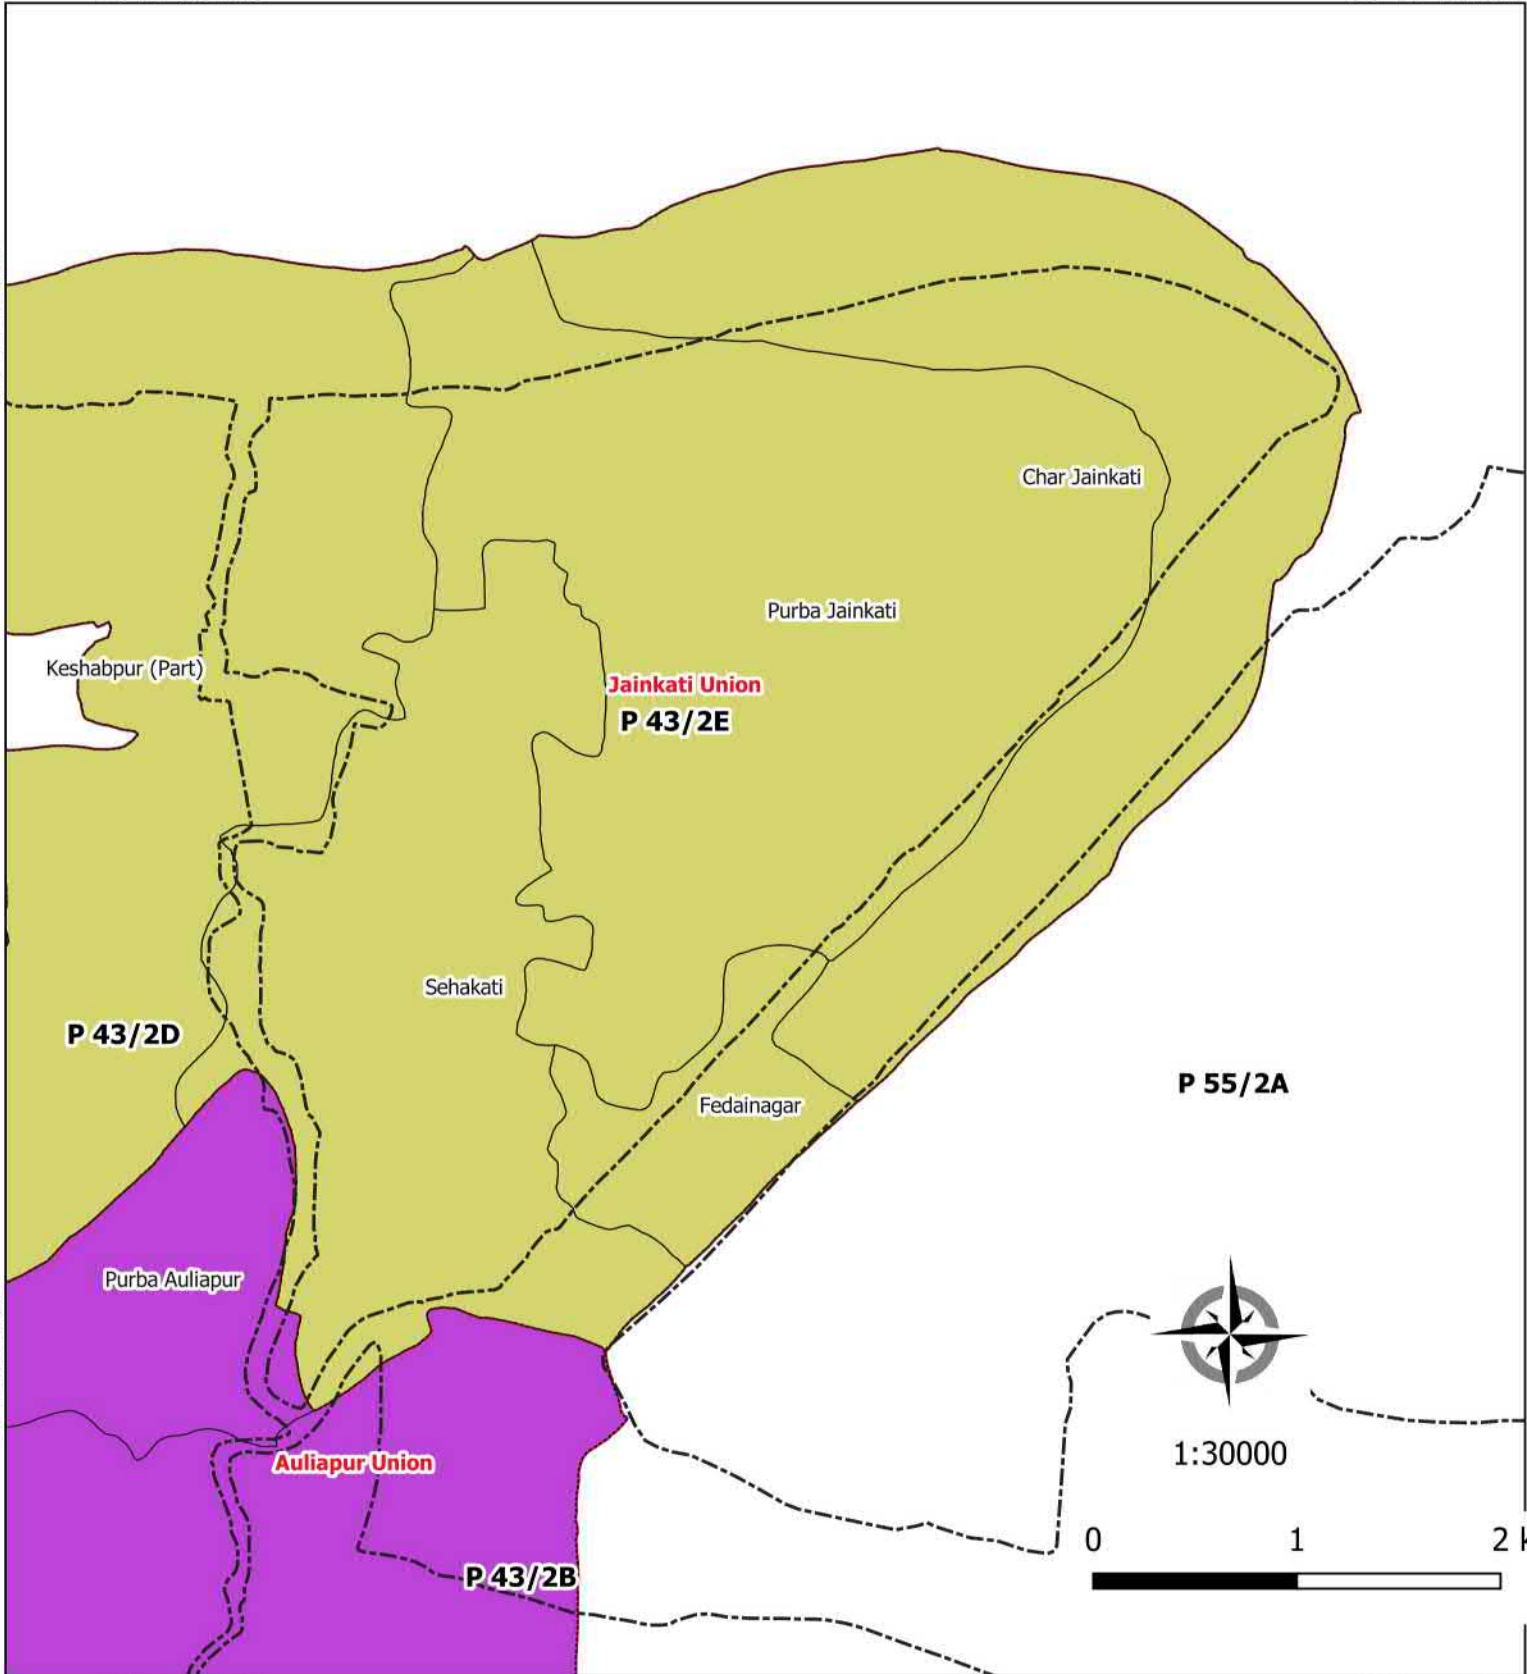 Char Jainkati
Purba Jainkati
Keshabpur (Part)
Jainkati Union
P 43/2E
Sehakati
P 43/2D
P 55/2A
Fedainagar
Purba Auliapur
1:30000
Auliapur Union
0 1 2 k
P 43/2B